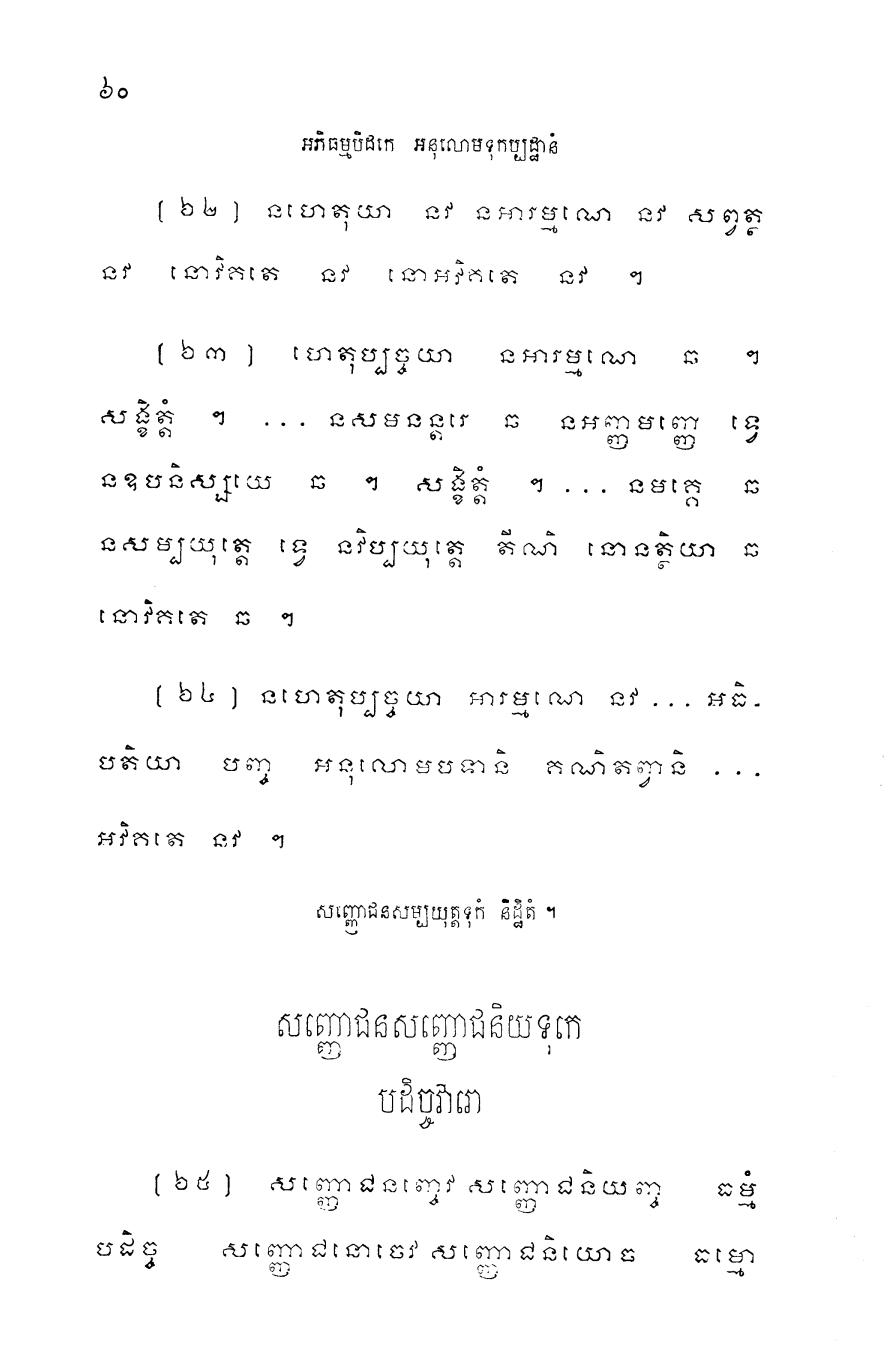 ៦០
អភិធម្មបិដកេ អនុលោមទុកប្បដ្ឋានំ
[៦២] នហេតុយា នវ នអារម្មណេ នវ សព្វត្ថ
នវ នោវិគតេ នវ នោអវិគតេ នវ ។
[៦៣] ហេតុប្បច្ចយា នអារម្មណេ ឆ ។
សង្ខិត្តំ ។ ... នសមនន្តរេ ឆ នអញ្ញមញ្ញេ ទ្វេ
នឧបនិស្សយេ ឆ ។ សង្ខិត្តំ ។ ... នមគ្គេ ឆ
នសម្បយុត្តេ ទ្វេ នវិប្បយុត្តេ តីណិ នោនត្ថិយា ឆ
នោវិគតេ ឆ ។
[៦៤] នហេតុប្បច្ចយា អារម្មណេ នវ ... អធិ-
បតិយា បញ្ច អនុលោមបទានិ គណិតព្វានិ ...
អវិគតេ នវ ។
សញ្ញោជនសម្បយុត្តទុកំ និដ្ឋិតំ ។
សញ្ញោជនសញ្ញោជនិយទុកេ
បដិច្ចវារោ
[៦៥] សញ្ញោជនញ្ចេវ សញ្ញោជនិយញ្ច ធម្មំ
បដិច្ច សញ្ញោជនោចេវ សញ្ញោជនិយោច ធម្មោ